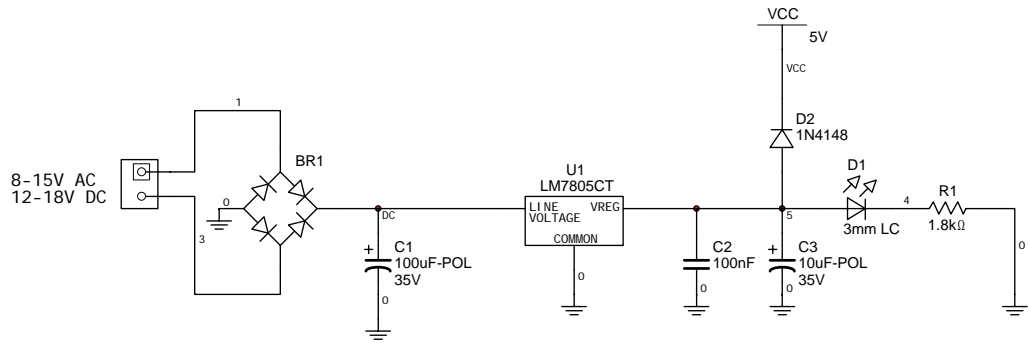 VCC
5V
VCC
D2
1N4148
1
8-15V AC
12-18V DC
BR1
0
3
DC
C1
100uF-POL
35V
0
U1
LM7805CT
LINE VREG
VOLTAGE
COMMON
0
C2
100nF
0
5
C3
10uF-POL
35V
0
D1
3mm LC
4
R1
1.8kΩ
0